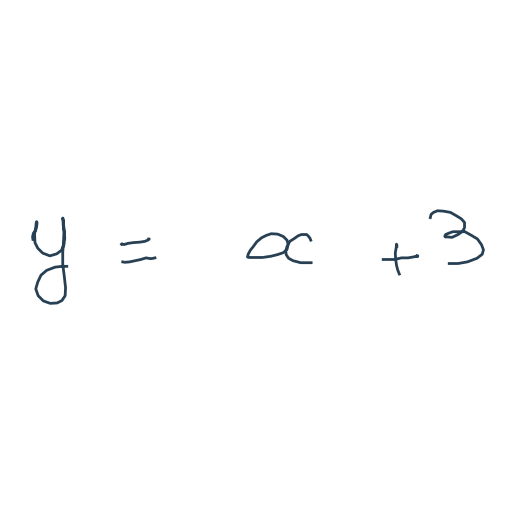 y = x + 3